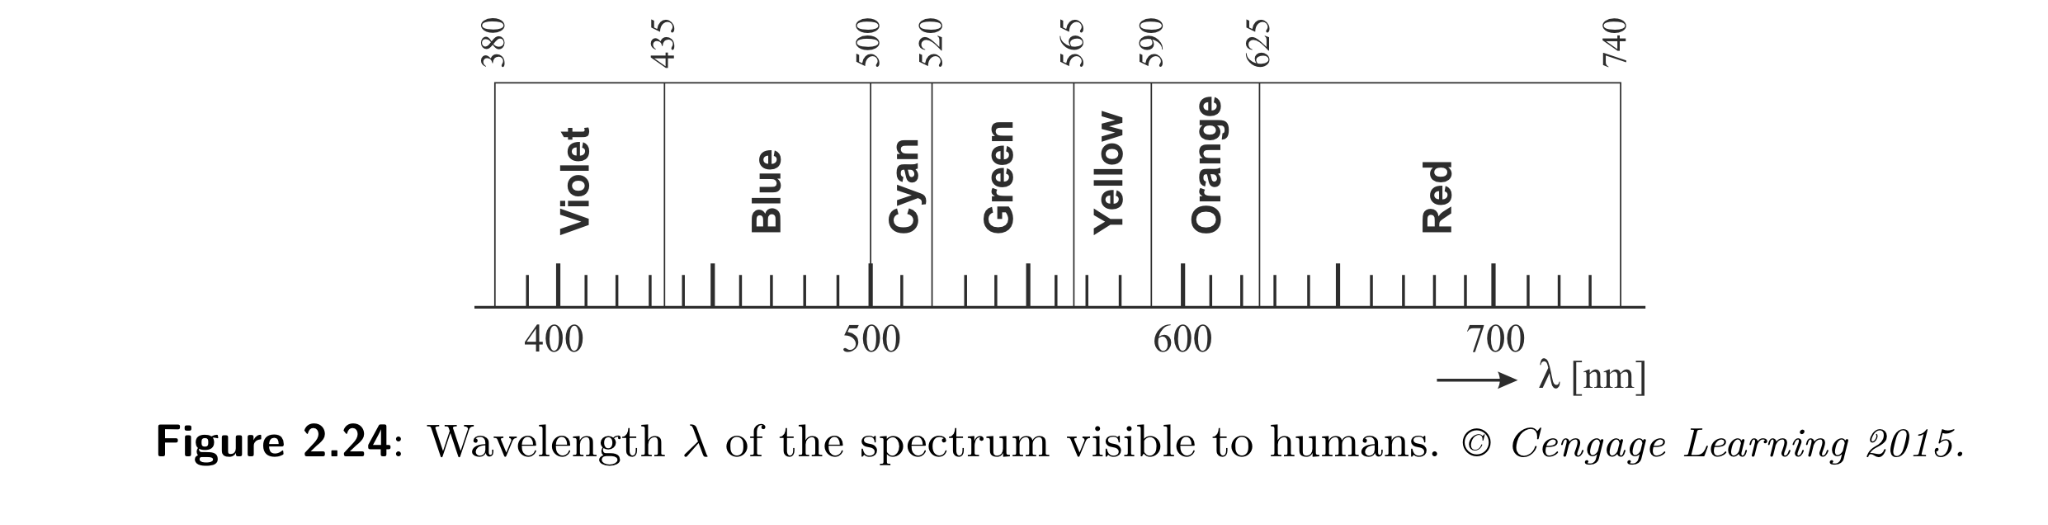 380 435 500 520 565 590 625 740
Violet Blue Cyan Green Yellow Orange Red
400 500 600 700
λ [nm]
Figure 2.24: Wavelength λ of the spectrum visible to humans. © Cengage Learning 2015.